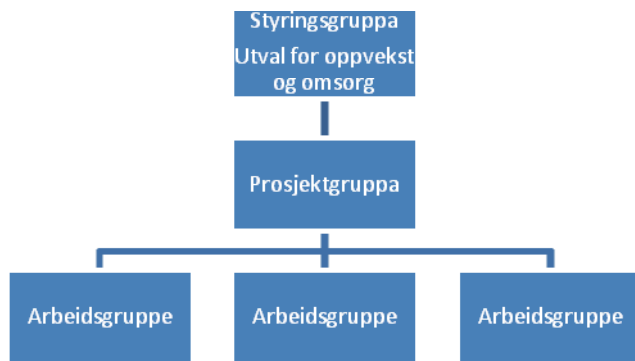 Styringsgruppa
Utval for oppvekst
og omsorg
Prosjektgruppa
Arbeidsgruppe
Arbeidsgruppe
Arbeidsgruppe